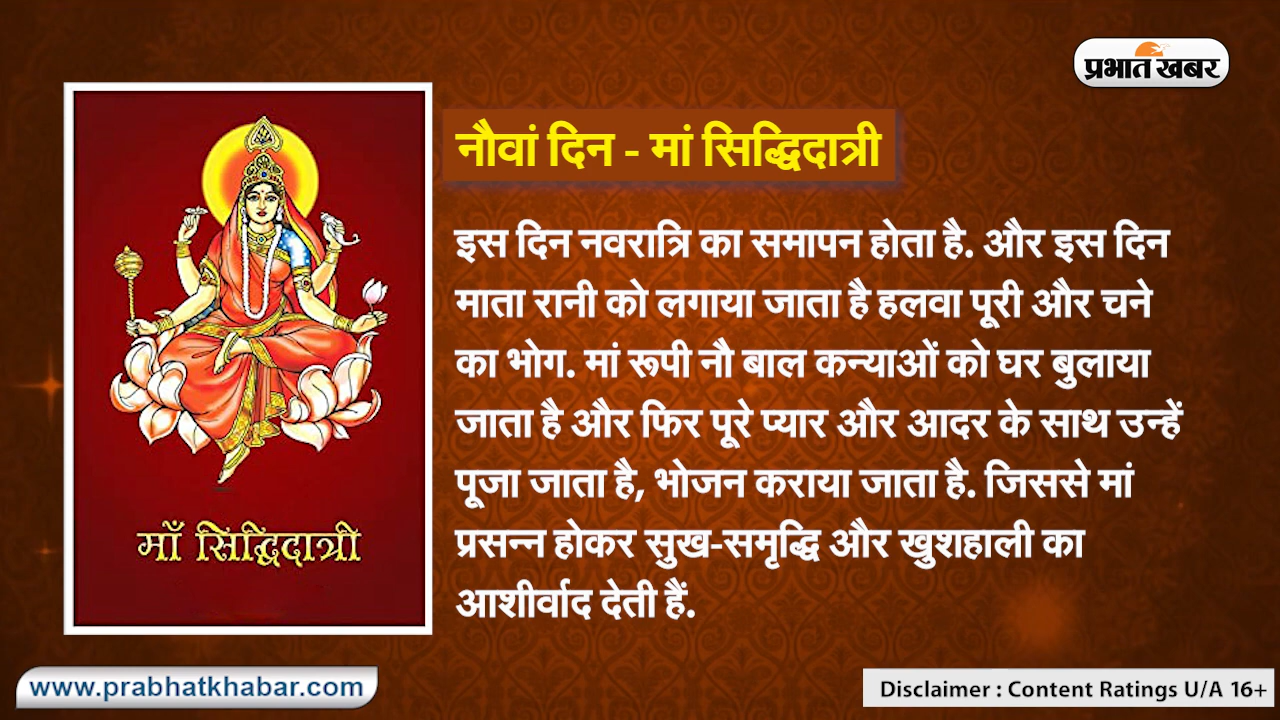 प्रभात खबर
नौवां दिन - मां सिद्धिदात्री
इस दिन नवरात्रि का समापन होता है. और इस दिन
माता रानी को लगाया जाता है हलवा पूरी और चने
का भोग. मां रूपी नौ बाल कन्याओं को घर बुलाया
जाता है और फिर पूरे प्यार और आदर के साथ उन्हें
पूजा जाता है, भोजन कराया जाता है. जिससे मां
प्रसन्न होकर सुख-समृद्धि और खुशहाली का
आशीर्वाद देती हैं.
माँ सिद्धिदात्री
www.prabhatkhabar.com
Disclaimer : Content Ratings U/A 16+